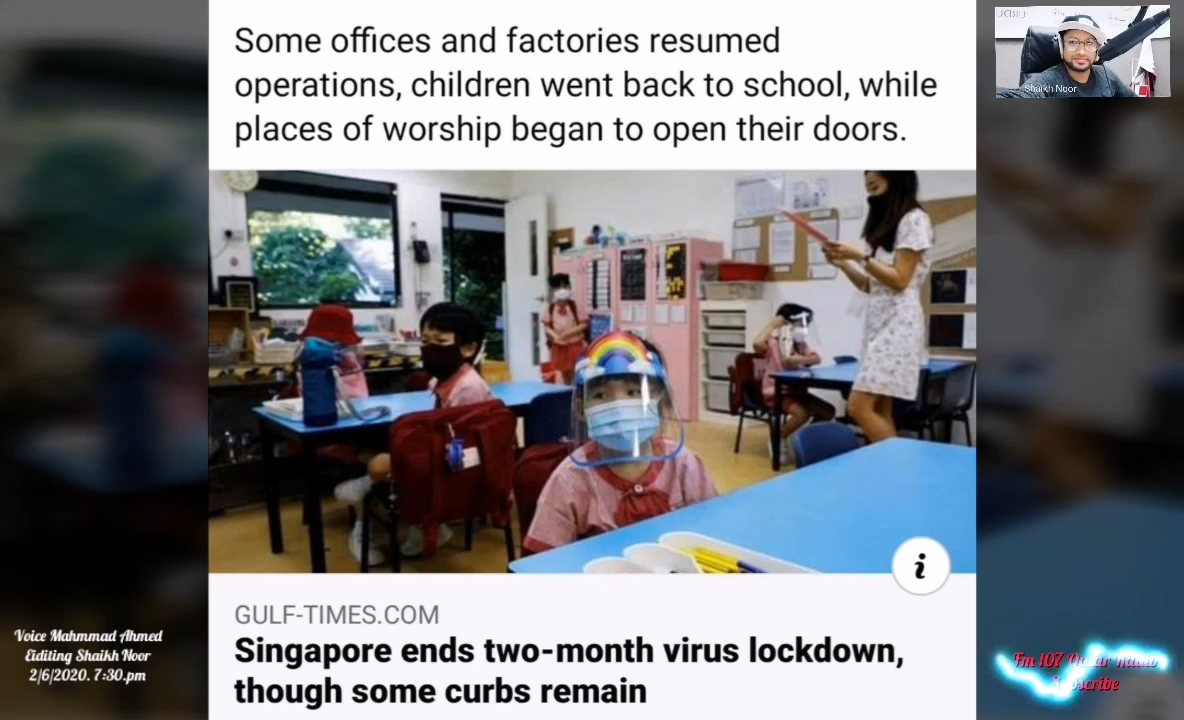 Some offices and factories resumed
operations, children went back to school, while
places of worship began to open their doors.
Shaikh Noor
i
GULF-TIMES.COM
Singapore ends two-month virus lockdown,
though some curbs remain
Voice Mahmmad Ahmed
Eiditing Shaikh Noor
2/6/2020. 7:30.pm
Fm 107